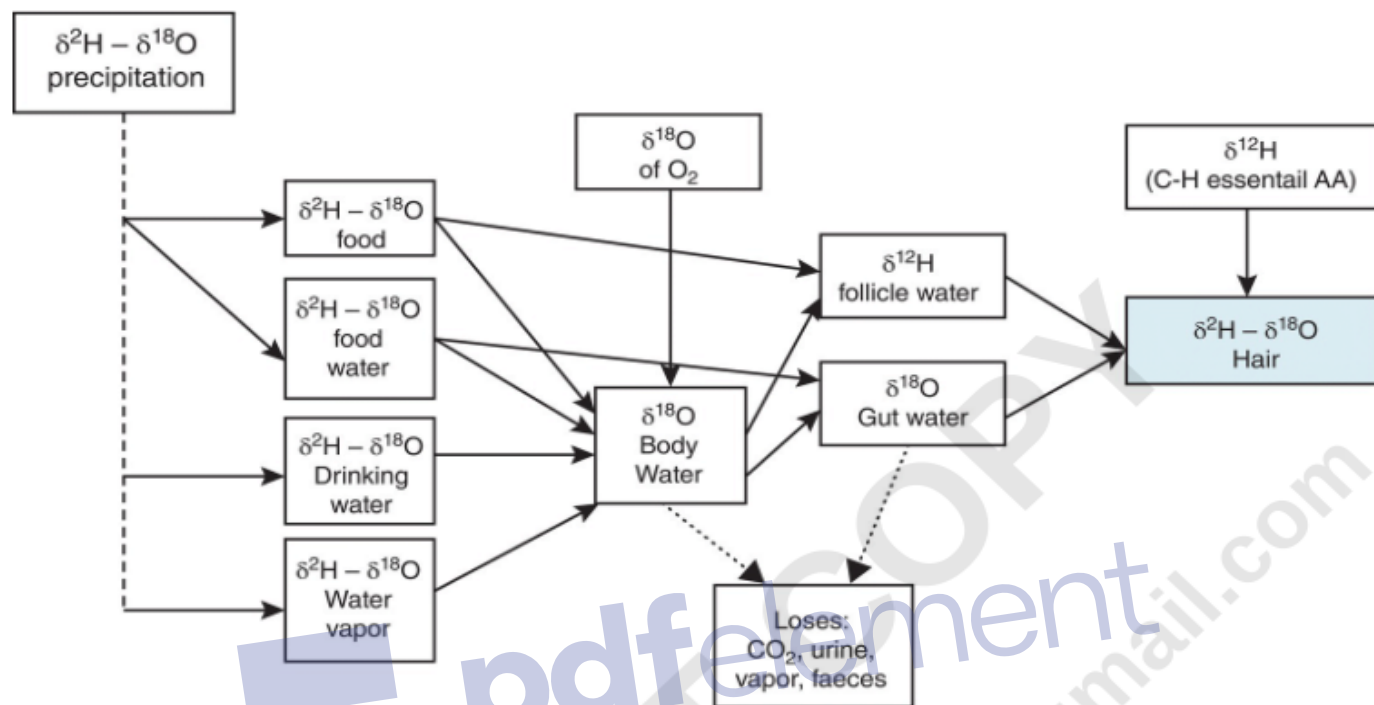 δ²H – δ¹⁸O
precipitation
δ¹⁸O
of O₂
δ¹²H
(C-H essentail AA)
δ²H – δ¹⁸O
food
δ¹²H
follicle water
δ²H – δ¹⁸O
food
water
δ²H – δ¹⁸O
Hair
δ¹⁸O
Body
Water
δ¹⁸O
Gut water
δ²H – δ¹⁸O
Drinking
water
δ²H – δ¹⁸O
Water
vapor
Loses:
CO₂, urine,
vapor, faeces
pdfelement
COPY
mail.com